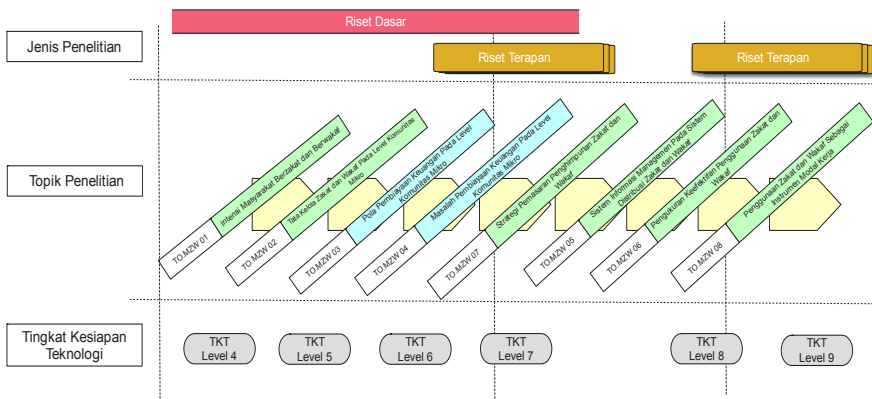 Riset Dasar
Jenis Penelitian
Riset Terapan
Riset Terapan
Topik Penelitian
TO.MZW 01
Intensi Masyarakat Berzakat dan Berwakaf
TO.MZW 02
Tata Kelola Zakat dan Wakaf Pada Level Komunitas
Mikro
TO.MZW 03
Pola Pembiayaan Keuangan Pada Level
Komunitas Mikro
TO.MZW 04
Masalah Pembiayaan Keuangan Pada Level
Komunitas Mikro
TO.MZW 07
Strategi Pemasaran Penghimpunan Zakat dan
Wakaf
TO.MZW 05
Sistem Informasi Management Pada Sistem
Distribusi Zakat dan Wakaf
TO.MZW 06
Pengukuran Keefektifan Penggunaan Zakat dan
Wakaf
TO.MZW 08
Penggunaan Zakat dan Wakaf Sebagai
Instrumen Modal Kerja
Tingkat Kesiapan
Teknologi
TKT
Level 4
TKT
Level 5
TKT
Level 6
TKT
Level 7
TKT
Level 8
TKT
Level 9